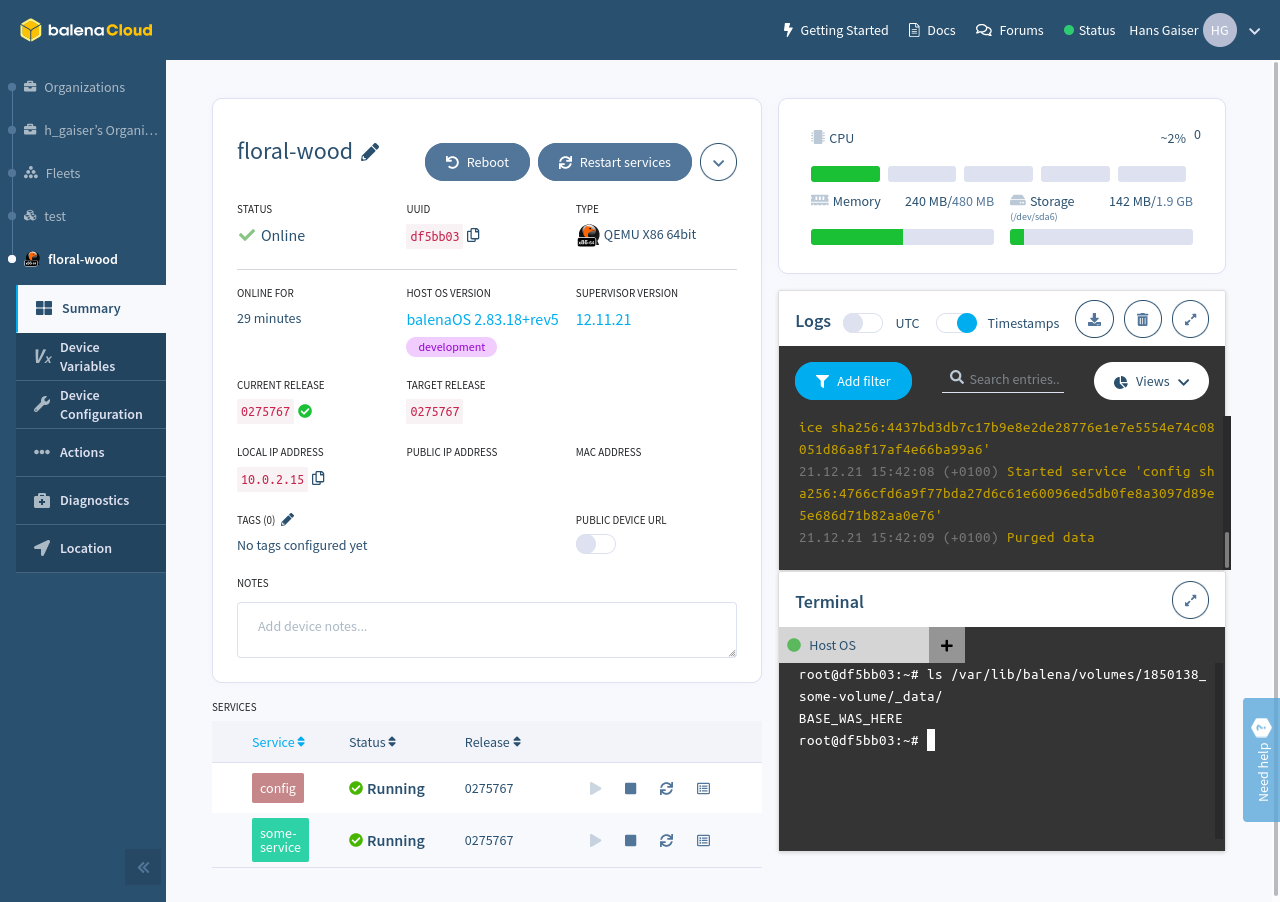 balenaCloud
Getting Started
Docs
Forums
Status
Hans Gaiser
HG
Organizations
h_gaiser's Organi...
Fleets
test
floral-wood
Summary
Device
Variables
Device
Configuration
Actions
Diagnostics
Location
floral-wood
Reboot
Restart services
STATUS
UUID
TYPE
Online
df5bb03
QEMU X86 64bit
ONLINE FOR
HOST OS VERSION
SUPERVISOR VERSION
29 minutes
balenaOS 2.83.18+rev5
12.11.21
development
CURRENT RELEASE
TARGET RELEASE
0275767
0275767
LOCAL IP ADDRESS
PUBLIC IP ADDRESS
MAC ADDRESS
10.0.2.15
TAGS (0)
PUBLIC DEVICE URL
No tags configured yet
NOTES
Add device notes...
SERVICES
Service
Status
Release
config
Running
0275767
some-
service
Running
0275767
CPU
~2%
0
Memory
240 MB/480 MB
Storage
142 MB/1.9 GB
(/dev/sda6)
Logs
UTC
Timestamps
Add filter
Search entries..
Views
ice sha256:4437bd3db7c17b9e8e2de28776e1e7e5554e74c08
051d86a8f17af4e66ba99a6'
21.12.21 15:42:08 (+0100) Started service 'config sh
a256:4766cfd6a9f77bda27d6c61e60096ed5db0fe8a3097d89e
5e686d71b82aa0e76'
21.12.21 15:42:09 (+0100) Purged data
Terminal
Host OS
+
root@df5bb03:~# ls /var/lib/balena/volumes/1850138_
some-volume/_data/
BASE_WAS_HERE
root@df5bb03:~#
Need help
?